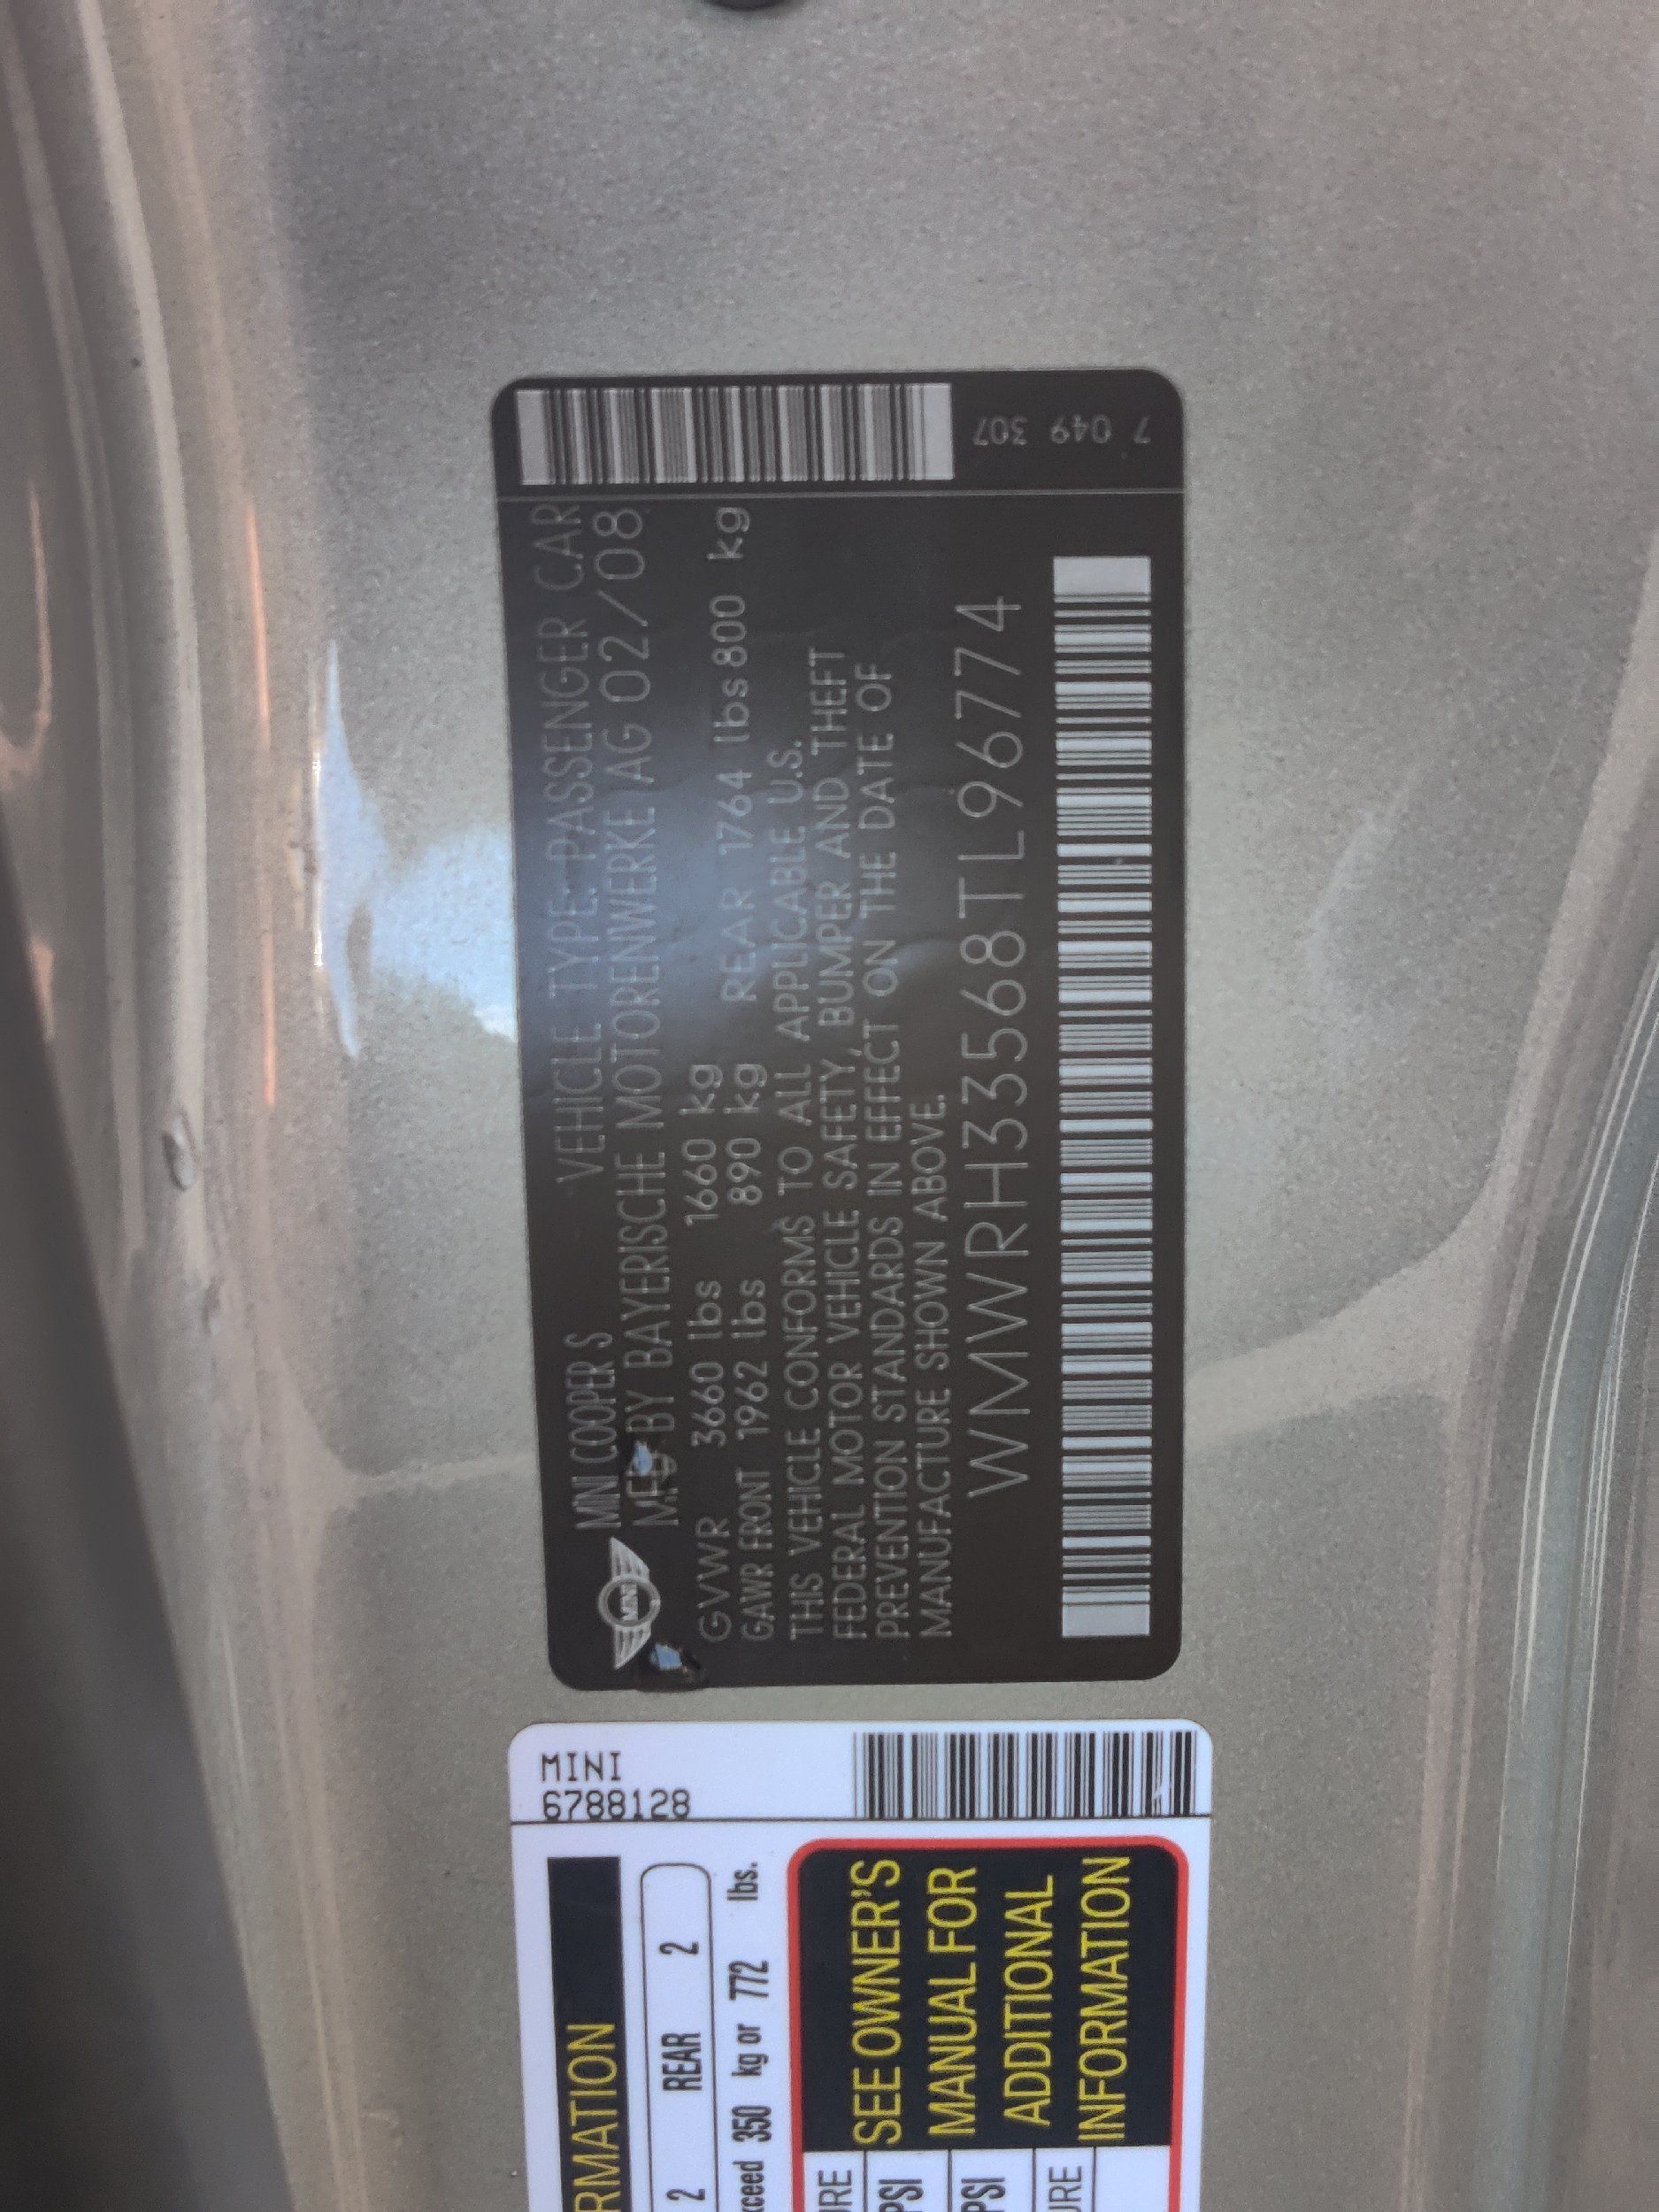 MINI COOPER S VEHICLE TYPE: PASSENGER CAR
MFD BY BAYERISCHE MOTORENWERKE AG 02/08
MINI
GVWR 3660 lbs 1660 kg
GAWR FRONT 1962 lbs 890 kg REAR 1764 lbs 800 kg
THIS VEHICLE CONFORMS TO ALL APPLICABLE U.S.
FEDERAL MOTOR VEHICLE SAFETY, BUMPER AND THEFT
PREVENTION STANDARDS IN EFFECT ON THE DATE OF
MANUFACTURE SHOWN ABOVE.
WMWRH33568TL96774
7 049 307
MINI
6788128
RMATION
2 REAR 2
xceed 350 kg or 772 lbs.
SEE OWNER'S
MANUAL FOR
ADDITIONAL
INFORMATION
URE
PSI
PSI
URE